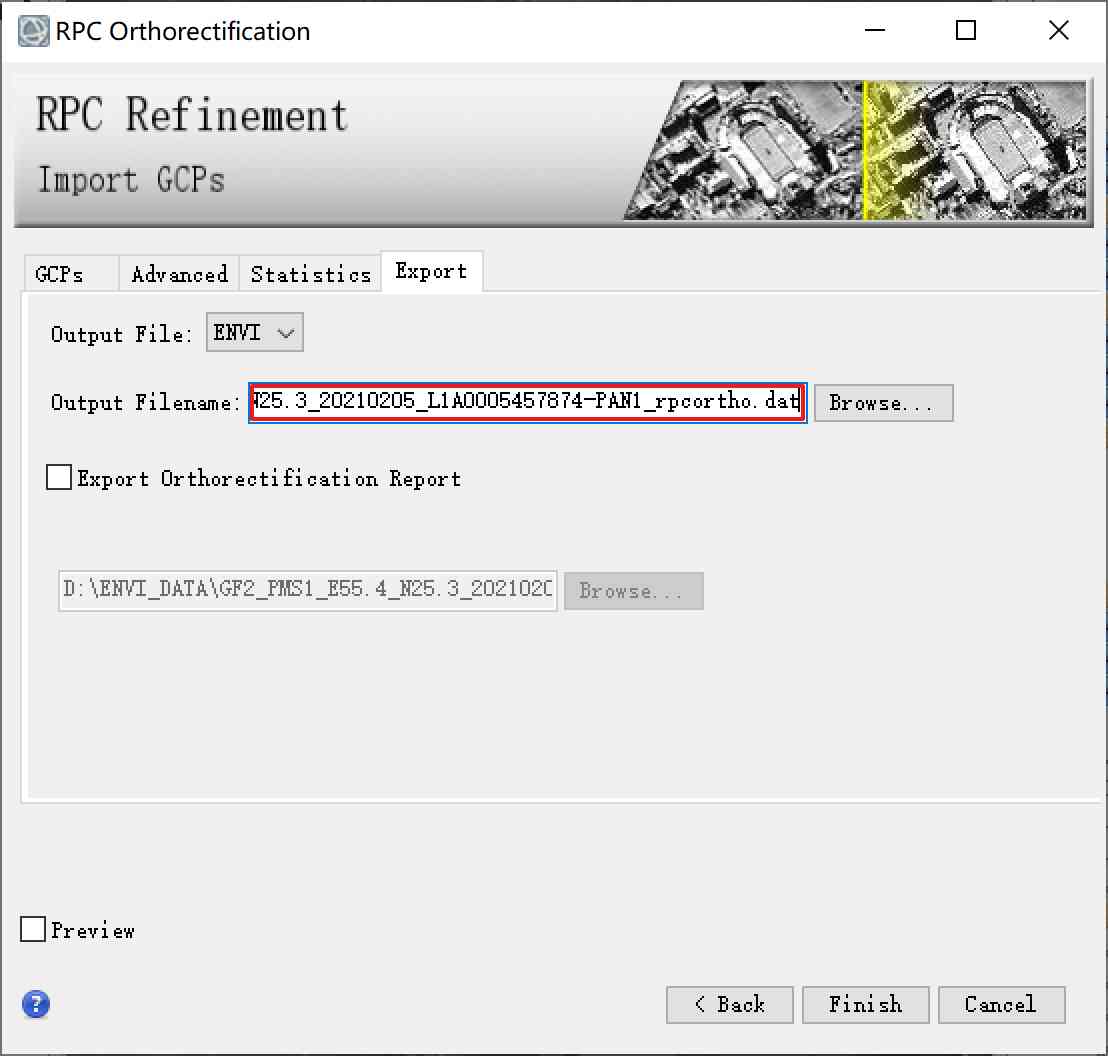 RPC Orthorectification
RPC Refinement
Import GCPs
GCPs Advanced Statistics Export
Output File: ENVI
Output Filename: N25.3_20210205_L1A0005457874-PAN1_rpcortho.dat Browse...
Export Orthorectification Report
D:\ENVI_DATA\GF2_PMS1_E55.4_N25.3_202102C Browse...
Preview
?
< Back Finish Cancel